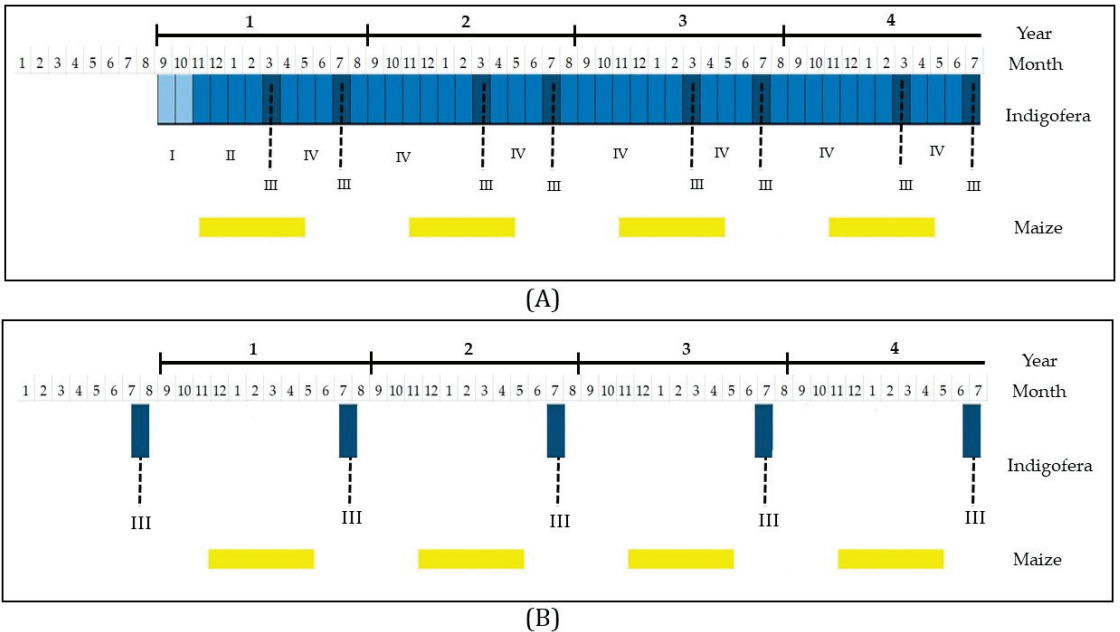 1 2 3 4 Year
1 2 3 4 5 6 7 8 9 10 11 12 1 2 3 4 5 6 7 8 9 10 11 12 1 2 3 4 5 6 7 8 9 10 11 12 1 2 3 4 5 6 7 8 9 10 11 12 1 2 3 4 5 6 7 Month
Indigofera
I II IV IV IV IV IV IV IV
III III III III III III III III
Maize
(A)
1 2 3 4 Year
1 2 3 4 5 6 7 8 9 10 11 12 1 2 3 4 5 6 7 8 9 10 11 12 1 2 3 4 5 6 7 8 9 10 11 12 1 2 3 4 5 6 7 8 9 10 11 12 1 2 3 4 5 6 7 Month
Indigofera
III III III III III
Maize
(B)